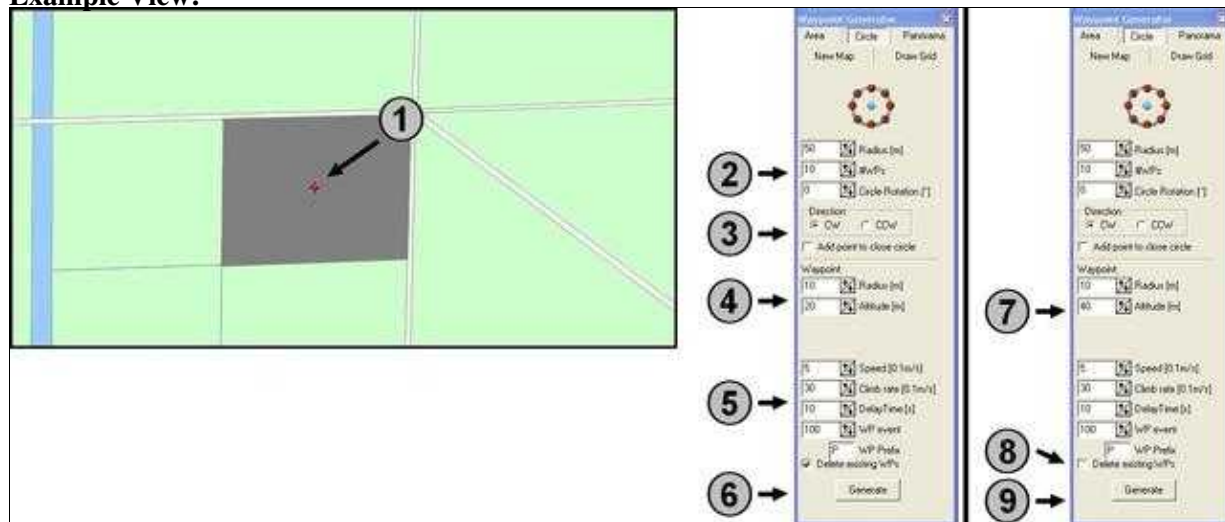 Example View:
1
Waypoint Generator
Area Circle Panorama
New Map Draw Grid
50 Radius [m]
10 #WPs
0 Circle Rotation [°]
Direction
CW CCW
Add point to close circle
Waypoint
10 Radius [m]
20 Altitude [m]
5 Speed [0.1m/s]
30 Climb rate [0.1m/s]
10 DelayTime [s]
100 WP event
P WP Prefix
Delete existing WPs
Generate
2
3
4
5
6
Waypoint Generator
Area Circle Panorama
New Map Draw Grid
50 Radius [m]
10 #WPs
0 Circle Rotation [°]
Direction
CW CCW
Add point to close circle
Waypoint
10 Radius [m]
40 Altitude [m]
5 Speed [0.1m/s]
30 Climb rate [0.1m/s]
10 DelayTime [s]
100 WP event
P WP Prefix
Delete existing WPs
Generate
7
8
9